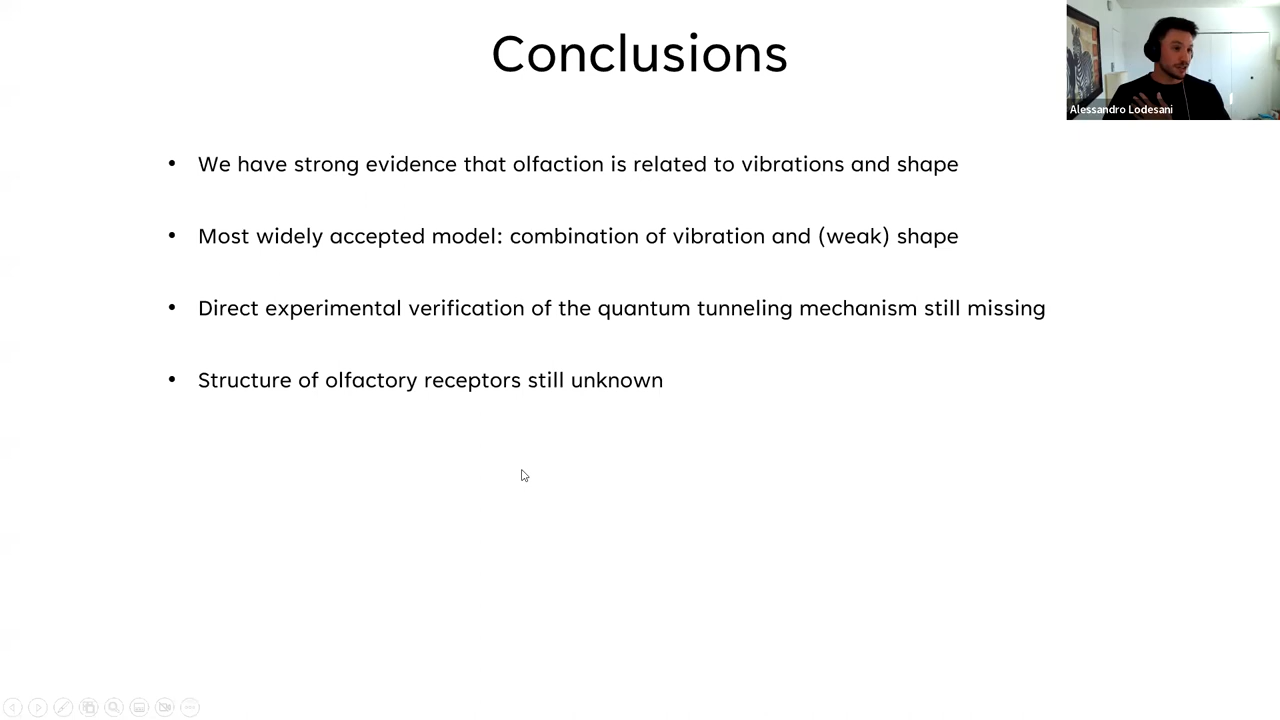 Conclusions
Alessandro Lodesani
• We have strong evidence that olfaction is related to vibrations and shape
• Most widely accepted model: combination of vibration and (weak) shape
• Direct experimental verification of the quantum tunneling mechanism still missing
• Structure of olfactory receptors still unknown